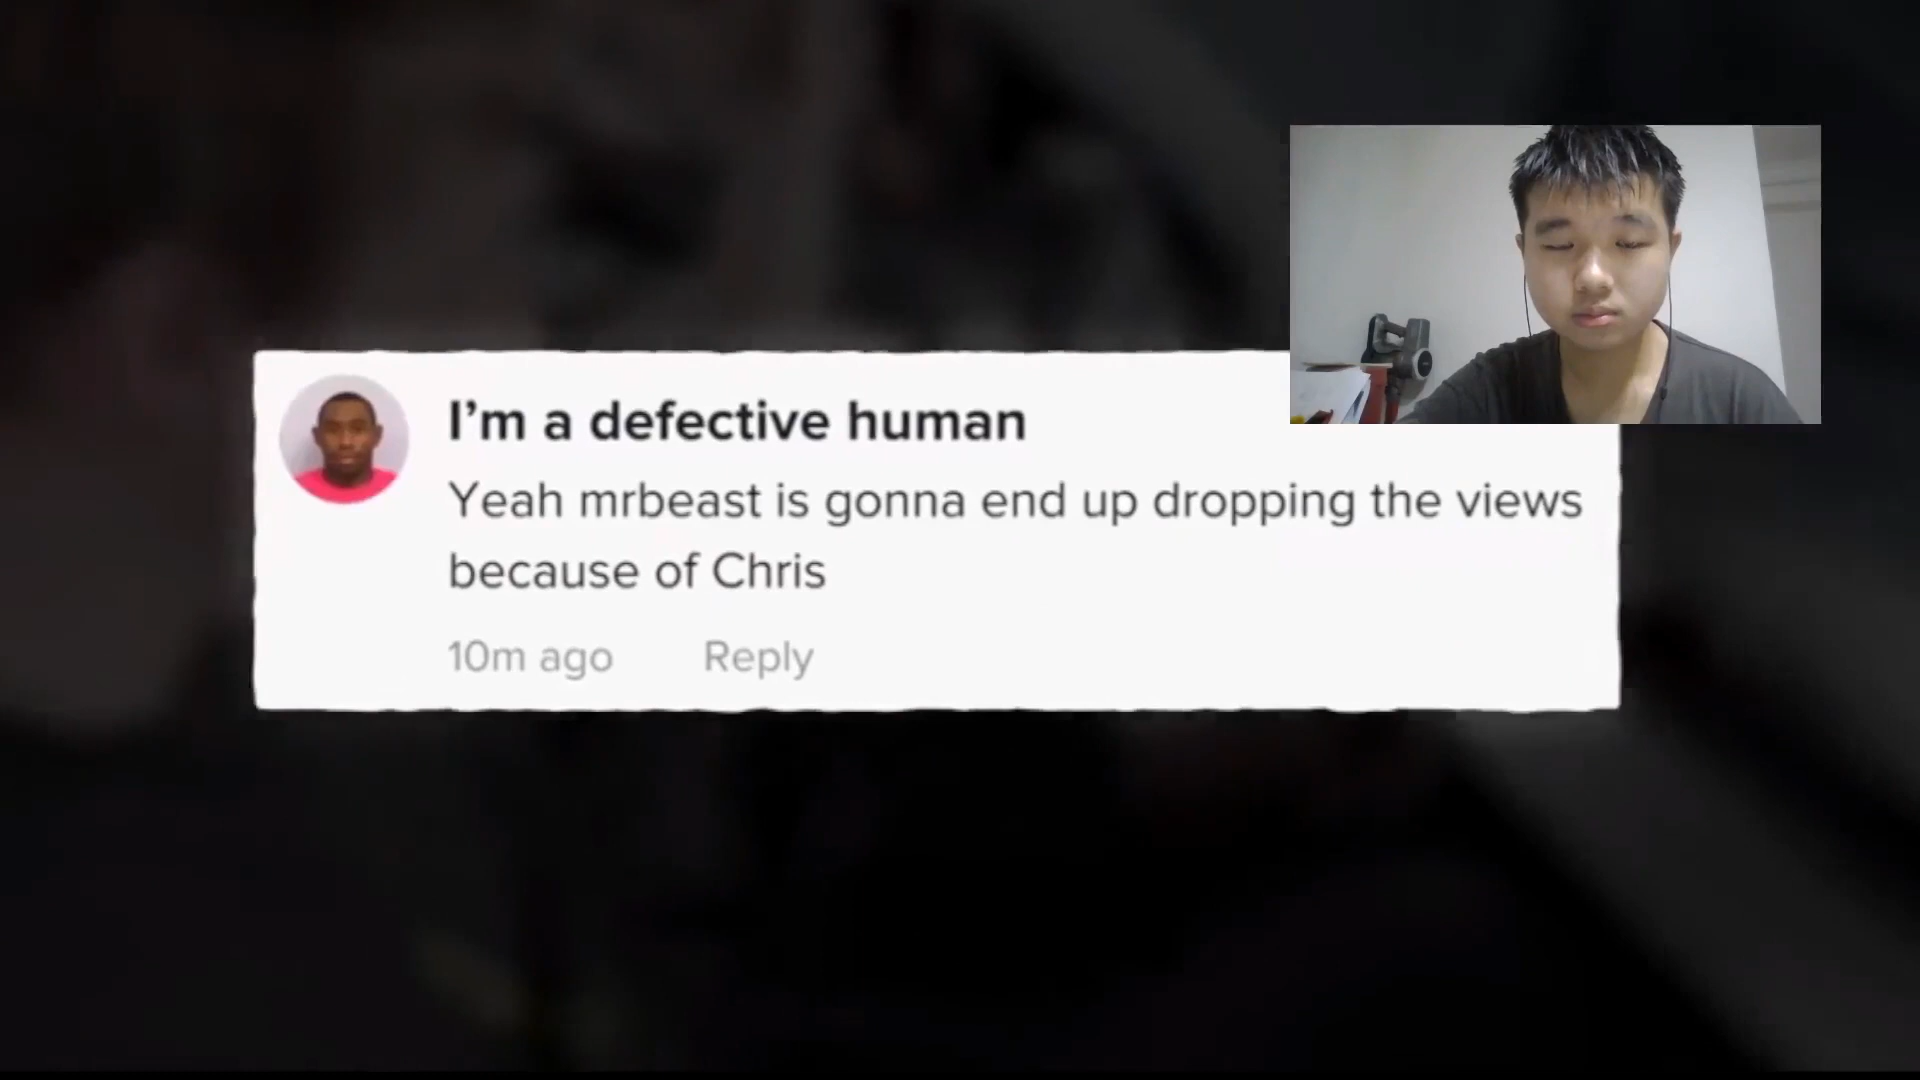 I’m a defective human
Yeah mrbeast is gonna end up dropping the views
because of Chris
10m ago Reply